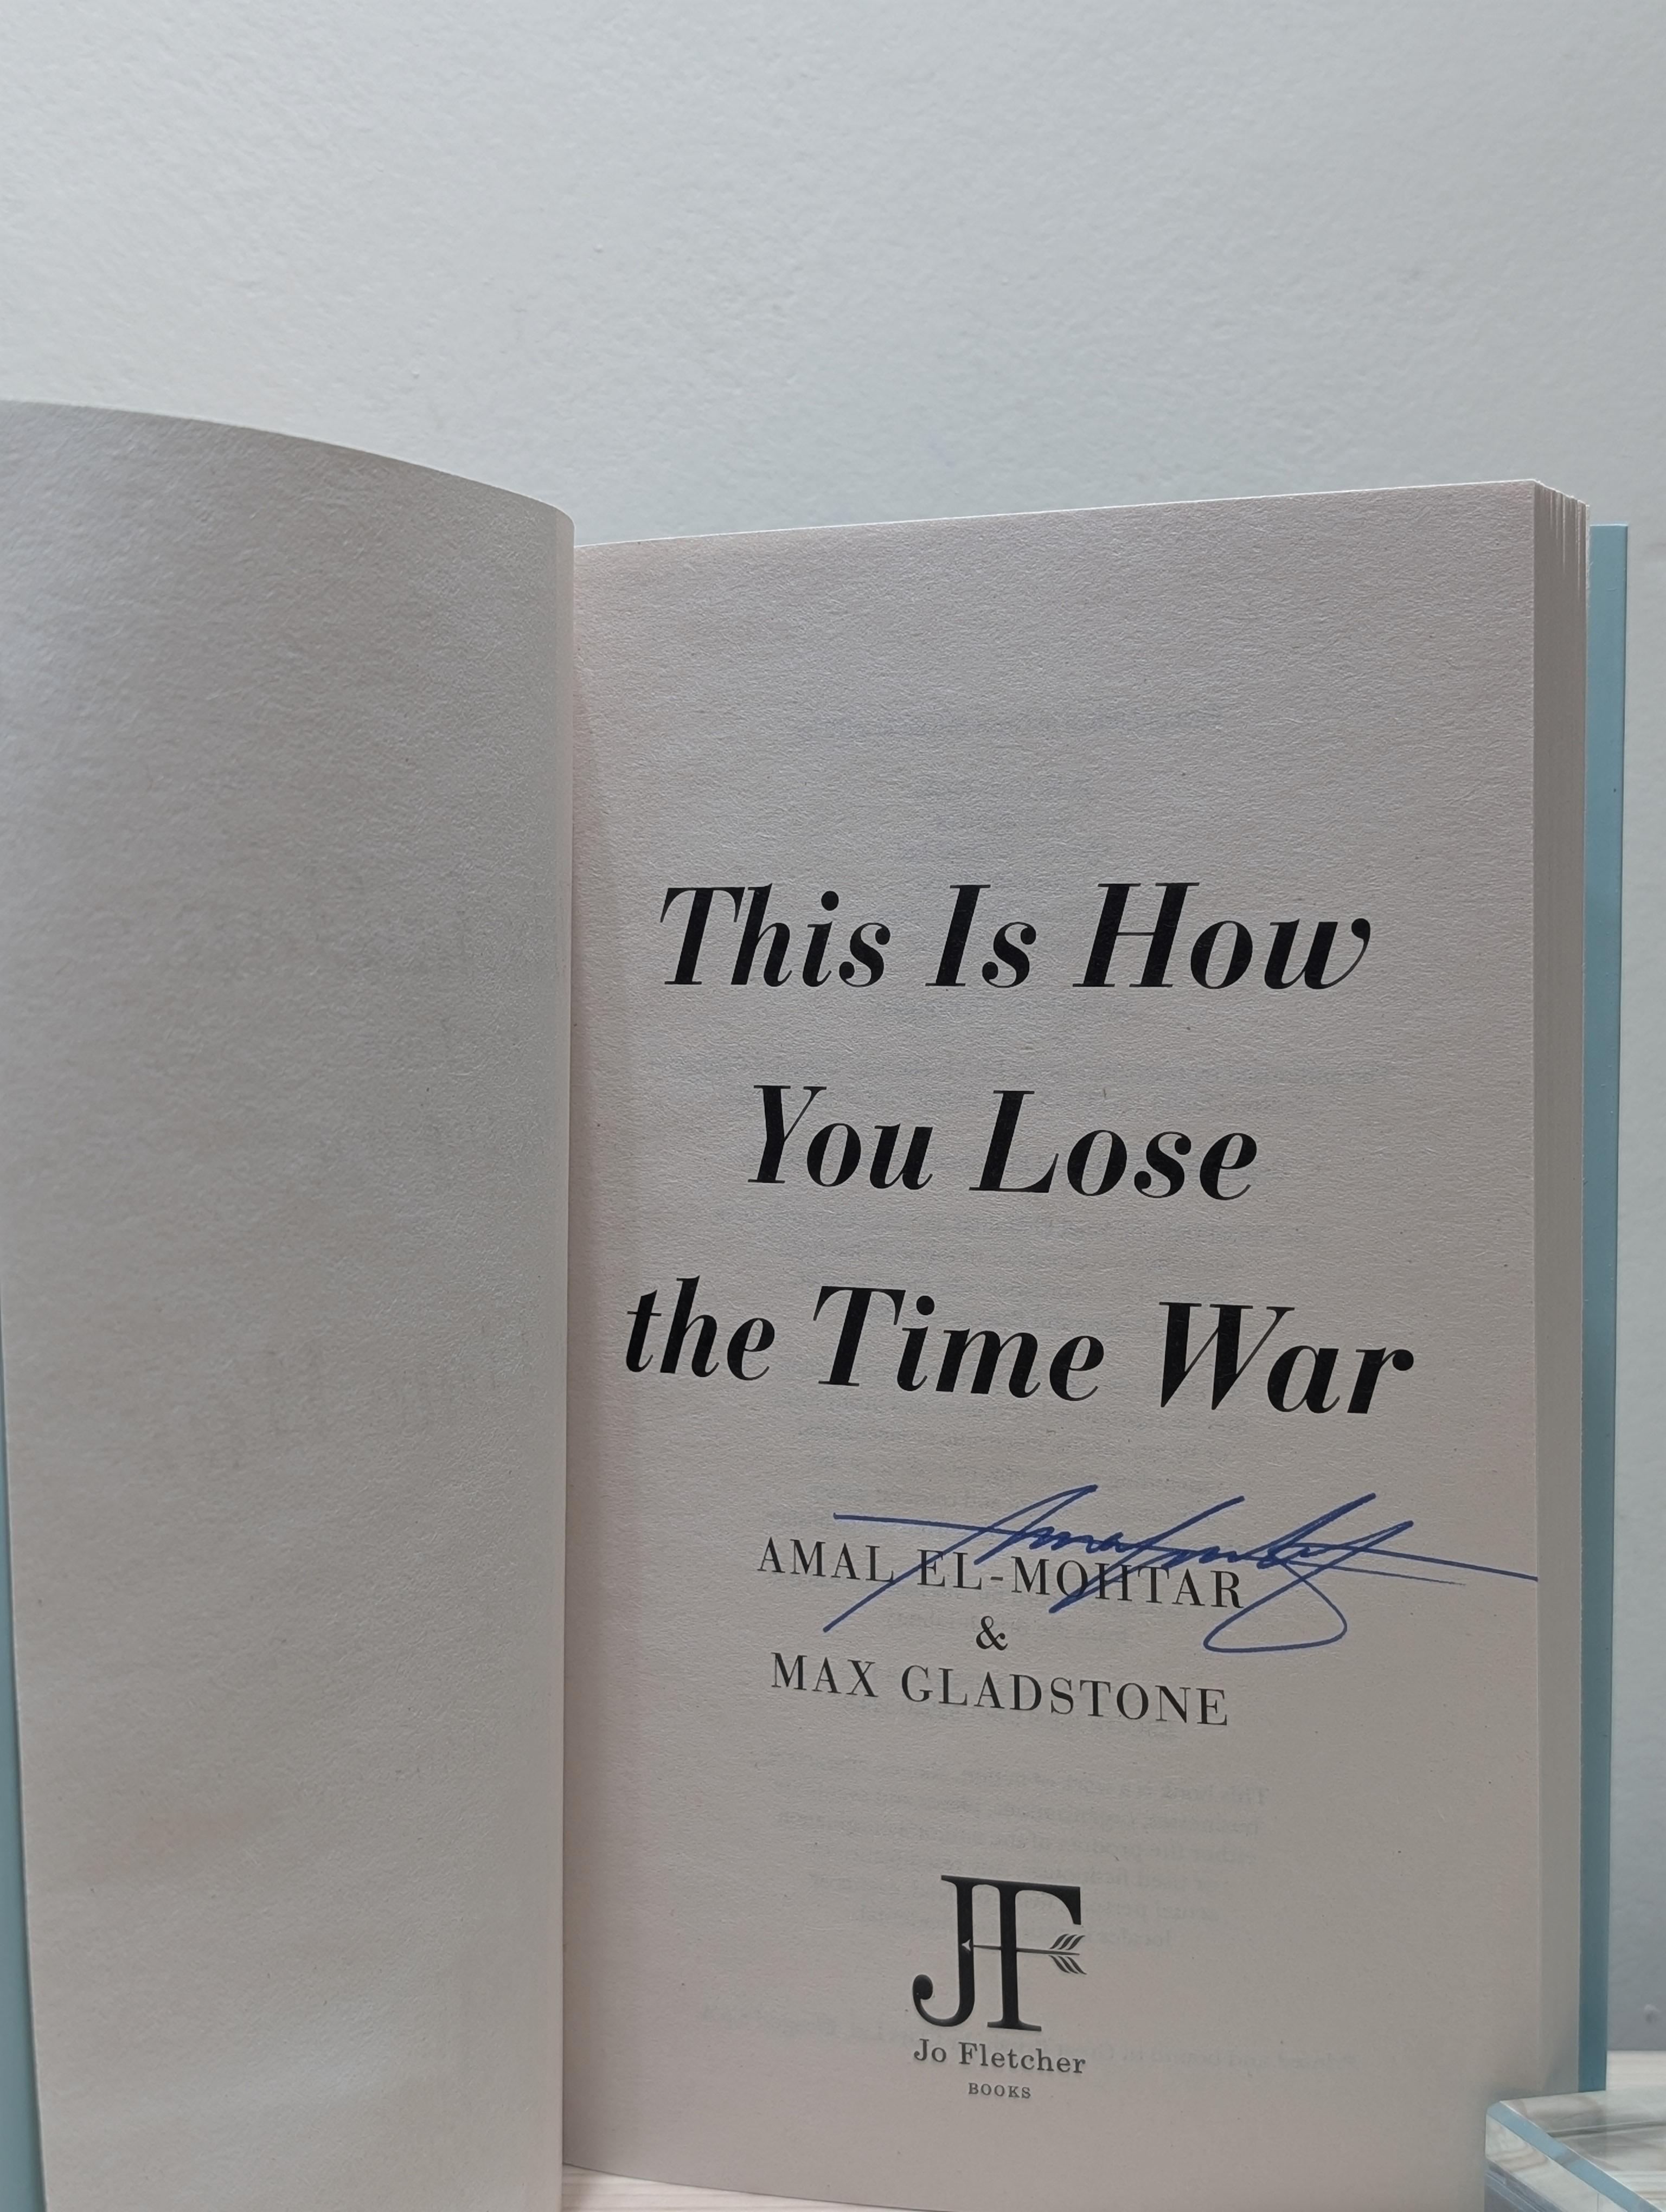 This Is How
You Lose
the Time War
AMAL EL-MOHTAR
&
MAX GLADSTONE
JF
Jo Fletcher
BOOKS